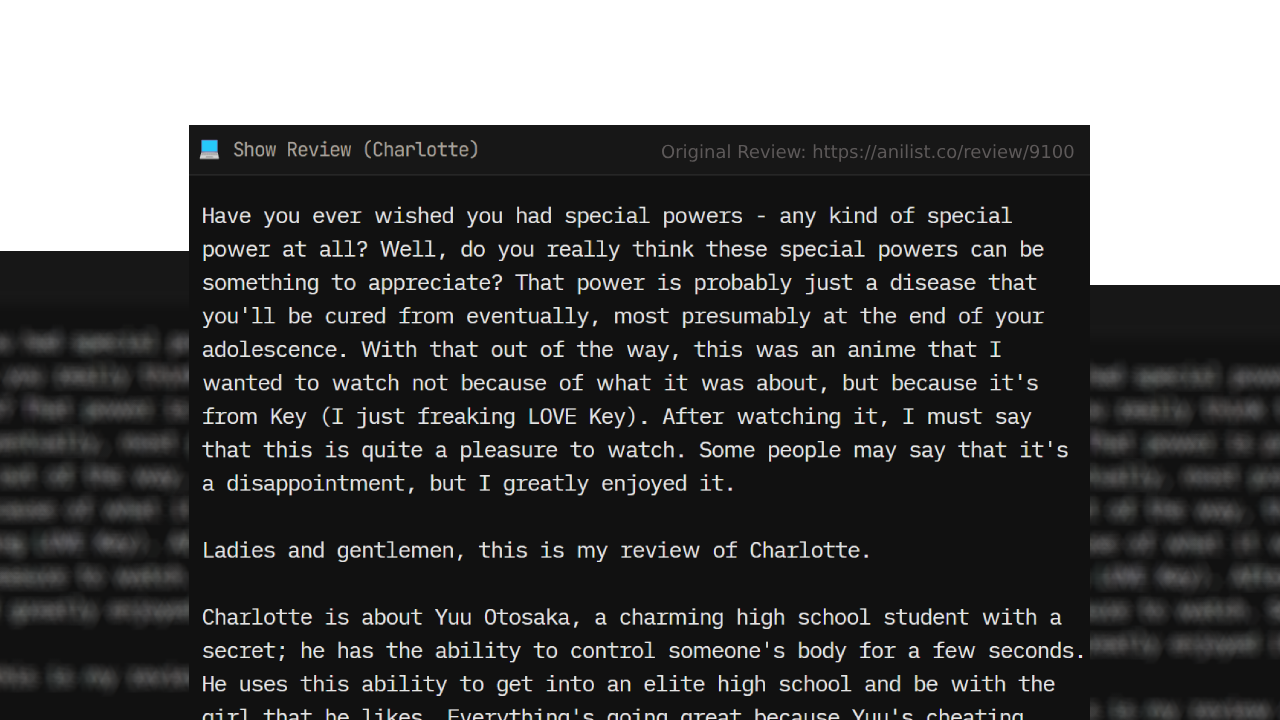 Show Review (Charlotte)
Original Review: https://anilist.co/review/9100
Have you ever wished you had special powers - any kind of special
power at all? Well, do you really think these special powers can be
something to appreciate? That power is probably just a disease that
you'll be cured from eventually, most presumably at the end of your
adolescence. With that out of the way, this was an anime that I
wanted to watch not because of what it was about, but because it's
from Key (I just freaking LOVE Key). After watching it, I must say
that this is quite a pleasure to watch. Some people may say that it's
a disappointment, but I greatly enjoyed it.
Ladies and gentlemen, this is my review of Charlotte.
Charlotte is about Yuu Otosaka, a charming high school student with a
secret; he has the ability to control someone's body for a few seconds.
He uses this ability to get into an elite high school and be with the
girl that he likes. Everything's going great because Yuu's cheating